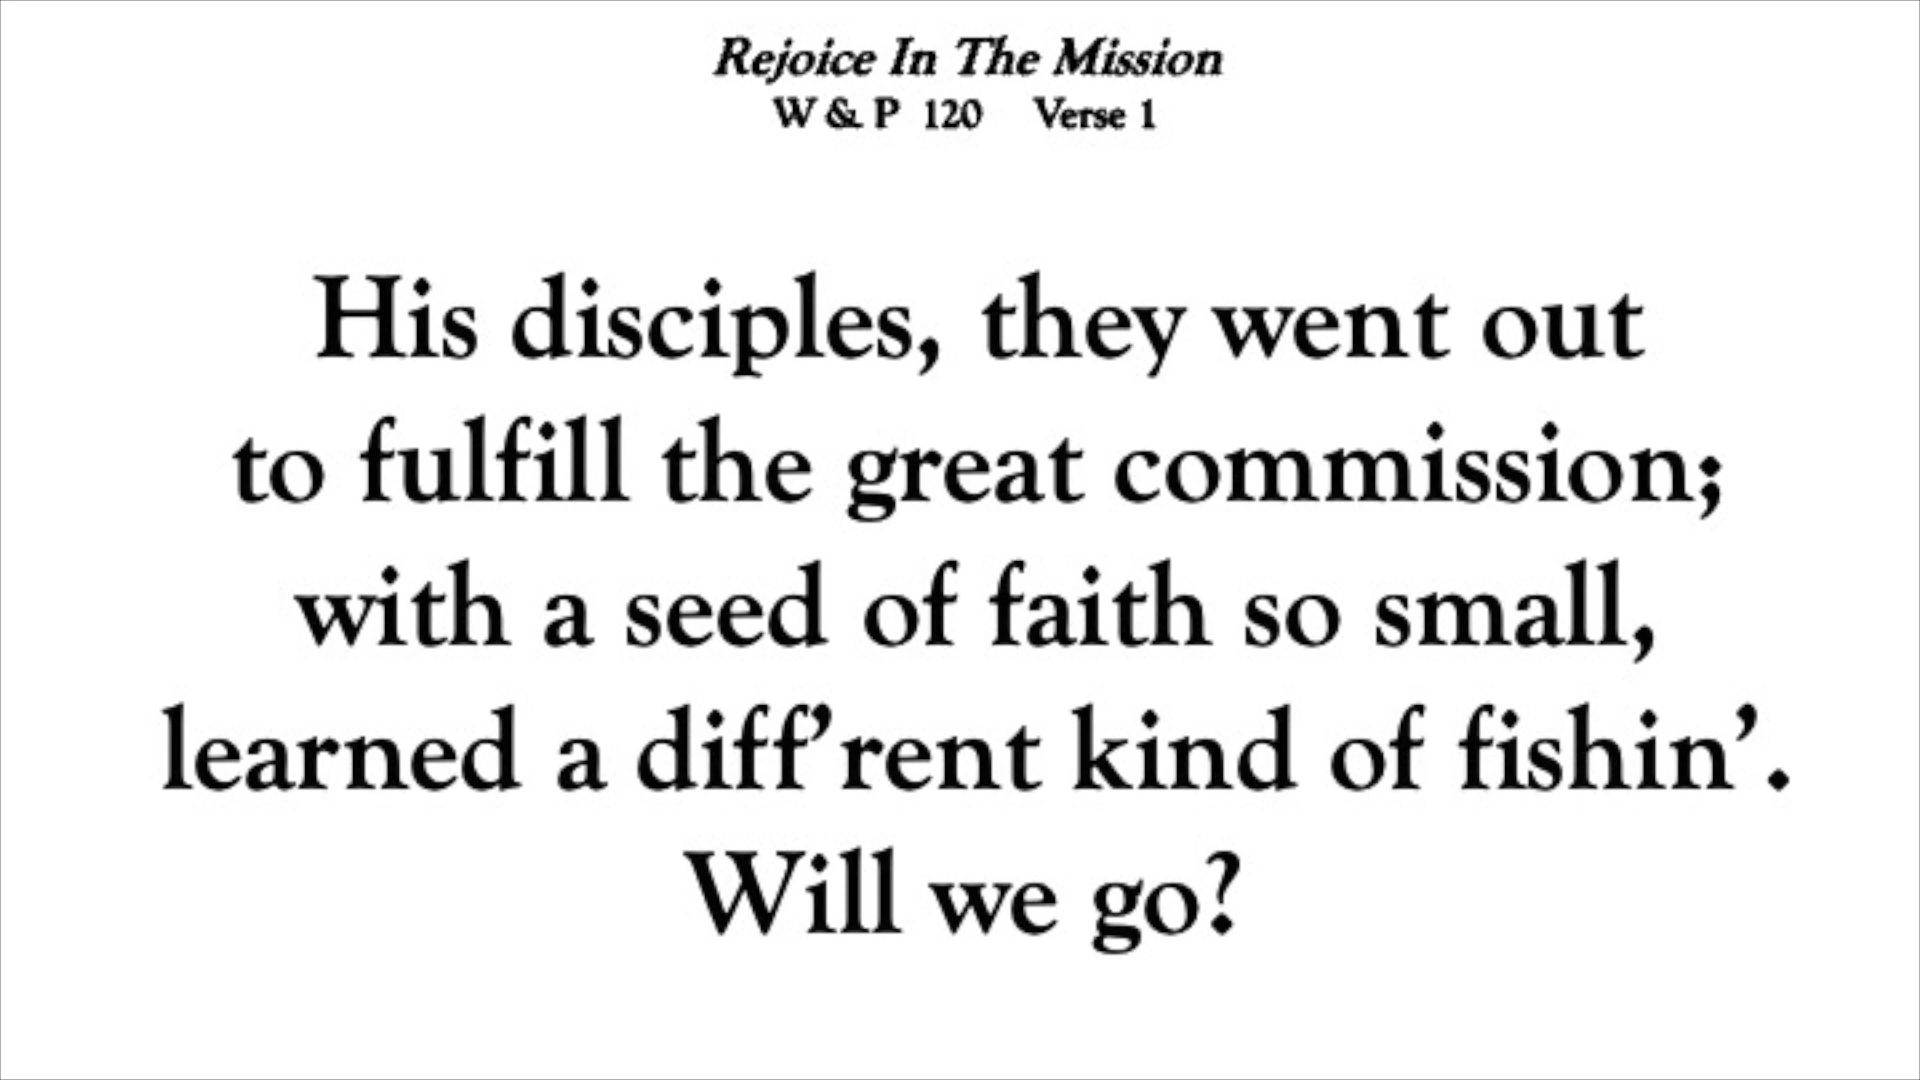 Rejoice In The Mission
W & P 120 Verse 1
His disciples, they went out
to fulfill the great commission;
with a seed of faith so small,
learned a diff’rent kind of fishin’.
Will we go?